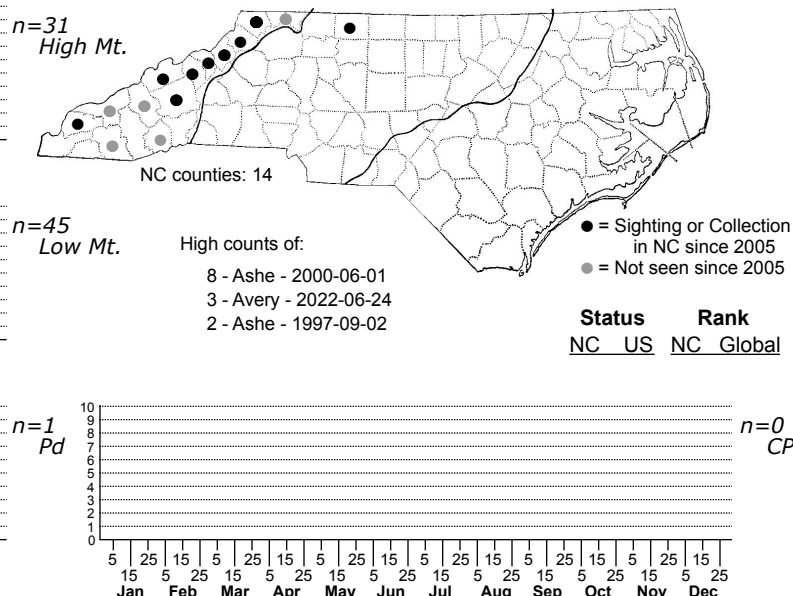 n=31
High Mt.
NC counties: 14
n=45
Low Mt.
High counts of:
8 - Ashe - 2000-06-01
3 - Avery - 2022-06-24
2 - Ashe - 1997-09-02
● = Sighting or Collection
in NC since 2005
● = Not seen since 2005
Status Rank
NC US NC Global
n=1
Pd
n=0
CP
10
9
8
7
6
5
4
3
2
1
0
5 25 15 5 25 15 5 25 15 5 25 15 5 25 15 5 25 15
15 5 25 15 5 25 15 5 25 15 5 25 15 5 25 15 5 25
Jan Feb Mar Apr May Jun Jul Aug Sep Oct Nov Dec